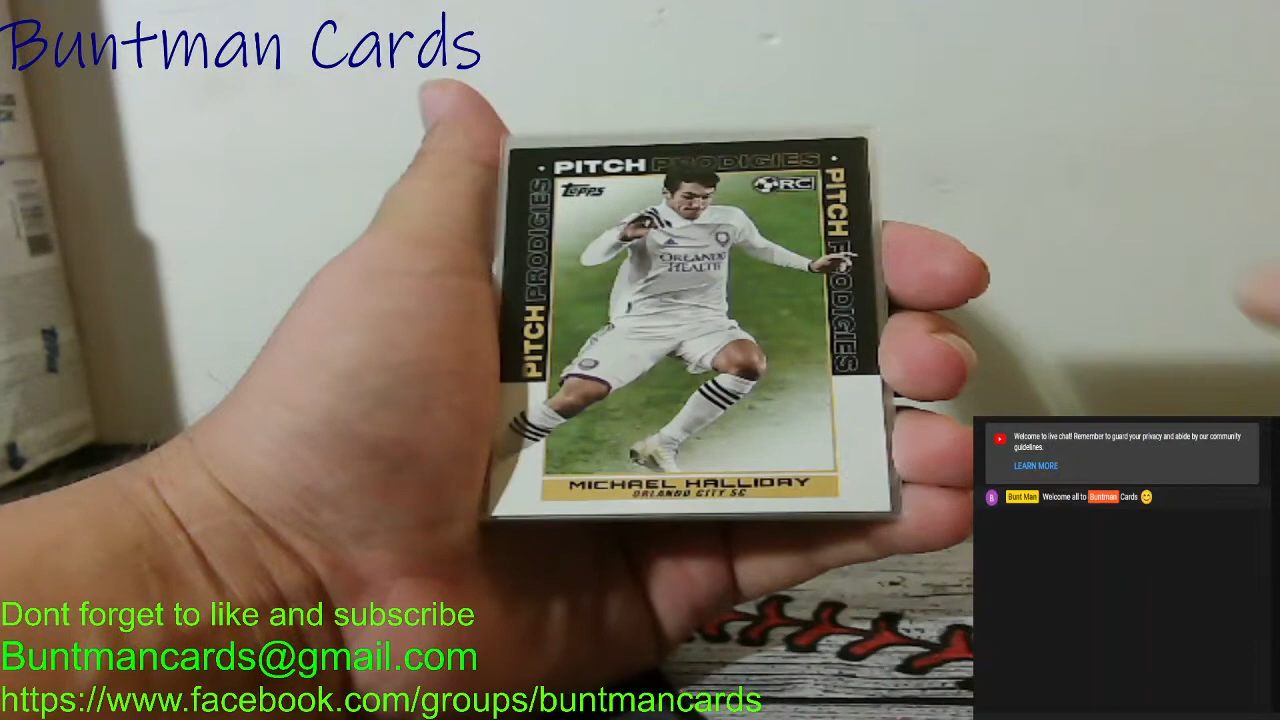 Buntman Cards
PITCH PRODIGIES
PITCH PRODIGIES
PITCH PRODIGIES
Topps
RC
ORLANDO
HEALTH
MICHAEL HALLIDAY
ORLANDO CITY SC
Welcome to live chat! Remember to guard your privacy and abide by our community
guidelines.
LEARN MORE
B Bunt Man Welcome all to Buntman Cards
Dont forget to like and subscribe
Buntmancards@gmail.com
https://www.facebook.com/groups/buntmancards